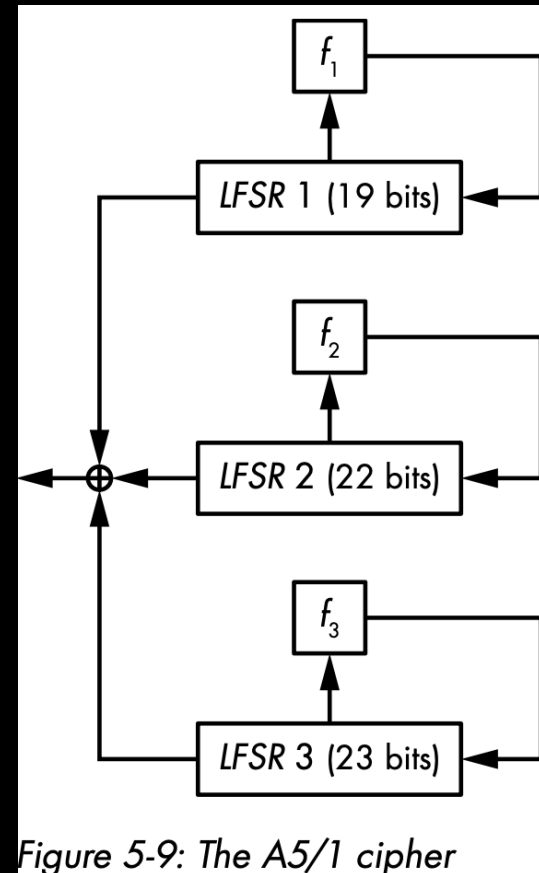 f₁
LFSR 1 (19 bits)
f₂
LFSR 2 (22 bits)
f₃
LFSR 3 (23 bits)
Figure 5-9: The A5/1 cipher